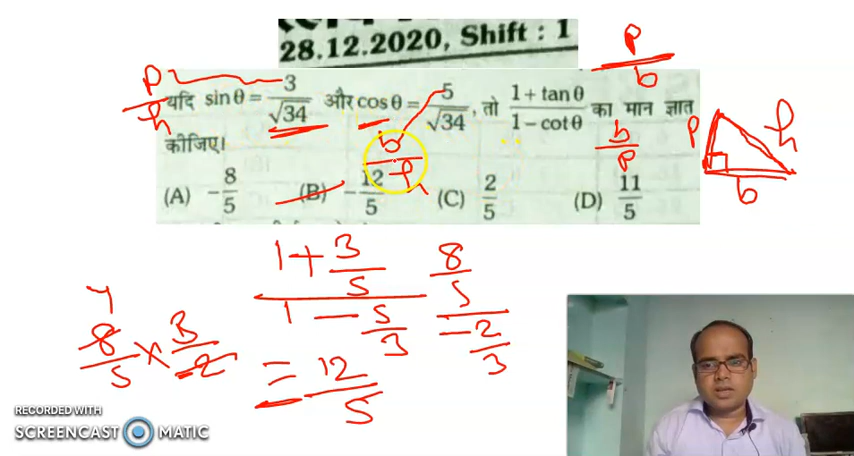 28.12.2020, Shift : 1
p/b
p/h
यदि sinθ = 3/√34 और cosθ = 5/√34, तो 1 + tanθ/1 − cotθ का मान ज्ञात
कीजिए।
b/h
b/p
p
h
b
(A) −8/5 (B) −12/5 (C) 2/5 (D) 11/5
1 + 3/5 / 1 − 5/3
8/5 / −2/3
4
8/5 × 3/−2
= 12/5
RECORDED WITH
SCREENCAST MATIC